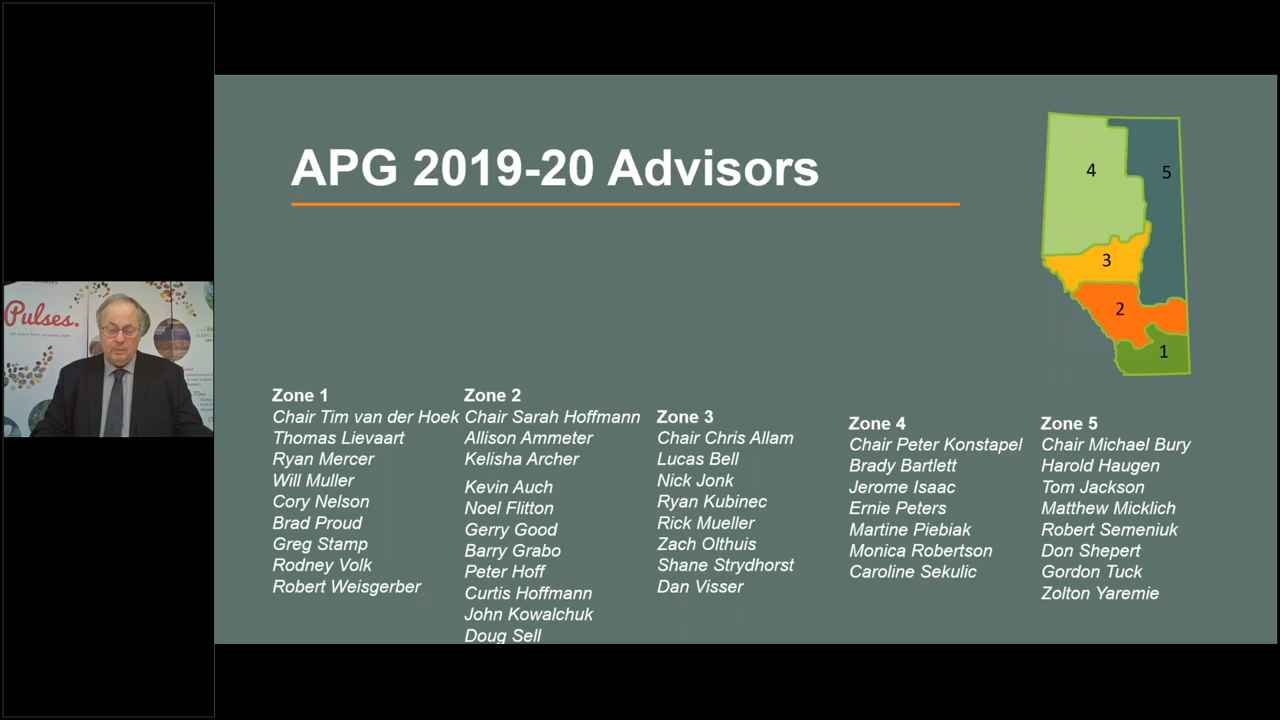 Pulses.
APG 2019-20 Advisors
4
5
3
2
1
Zone 1
Chair Tim van der Hoek
Thomas Lievaart
Ryan Mercer
Will Muller
Cory Nelson
Brad Proud
Greg Stamp
Rodney Volk
Robert Weisgerber
Zone 2
Chair Sarah Hoffmann
Allison Ammeter
Kelisha Archer
Kevin Auch
Noel Flitton
Gerry Good
Barry Grabo
Peter Hoff
Curtis Hoffmann
John Kowalchuk
Doug Sell
Zone 3
Chair Chris Allam
Lucas Bell
Nick Jonk
Ryan Kubinec
Rick Mueller
Zach Olthuis
Shane Strydhorst
Dan Visser
Zone 4
Chair Peter Konstapel
Brady Bartlett
Jerome Isaac
Ernie Peters
Martine Piebiak
Monica Robertson
Caroline Sekulic
Zone 5
Chair Michael Bury
Harold Haugen
Tom Jackson
Matthew Micklich
Robert Semeniuk
Don Shepert
Gordon Tuck
Zolton Yaremie